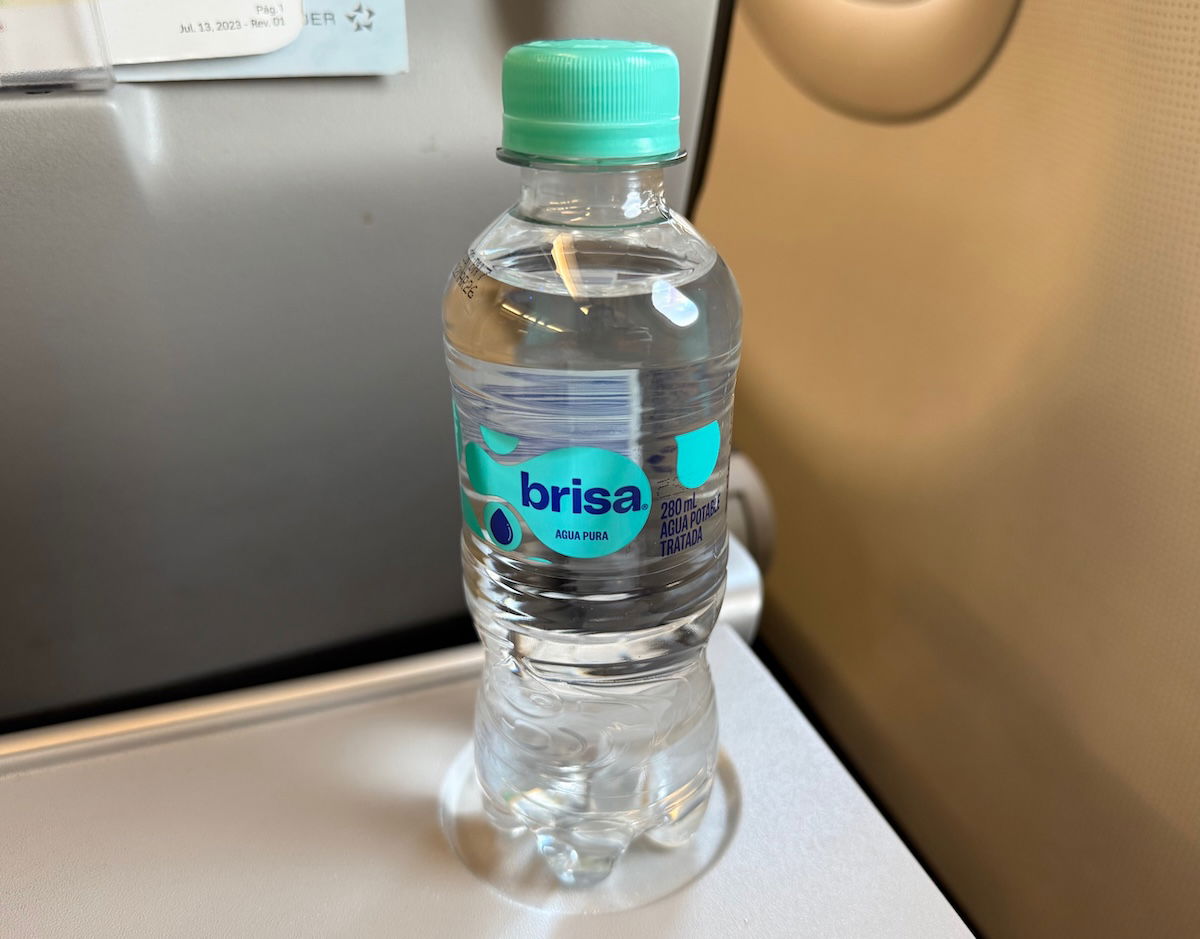 Pág.1
Jul. 13, 2023 - Rev. 01
brisa®
AGUA PURA
280 mL
AGUA POTABLE
TRATADA